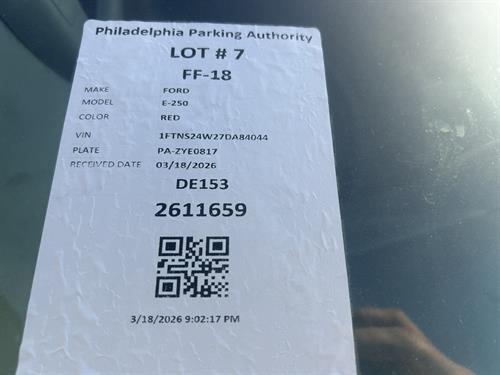 Philadelphia Parking Authority
LOT # 7
FF-18
MAKE FORD
MODEL E-250
COLOR RED
VIN 1FTNS24W27DA84044
PLATE PA-ZYE0817
RECEIVED DATE 03/18/2026
DE153
2611659
3/18/2026 9:02:17 PM